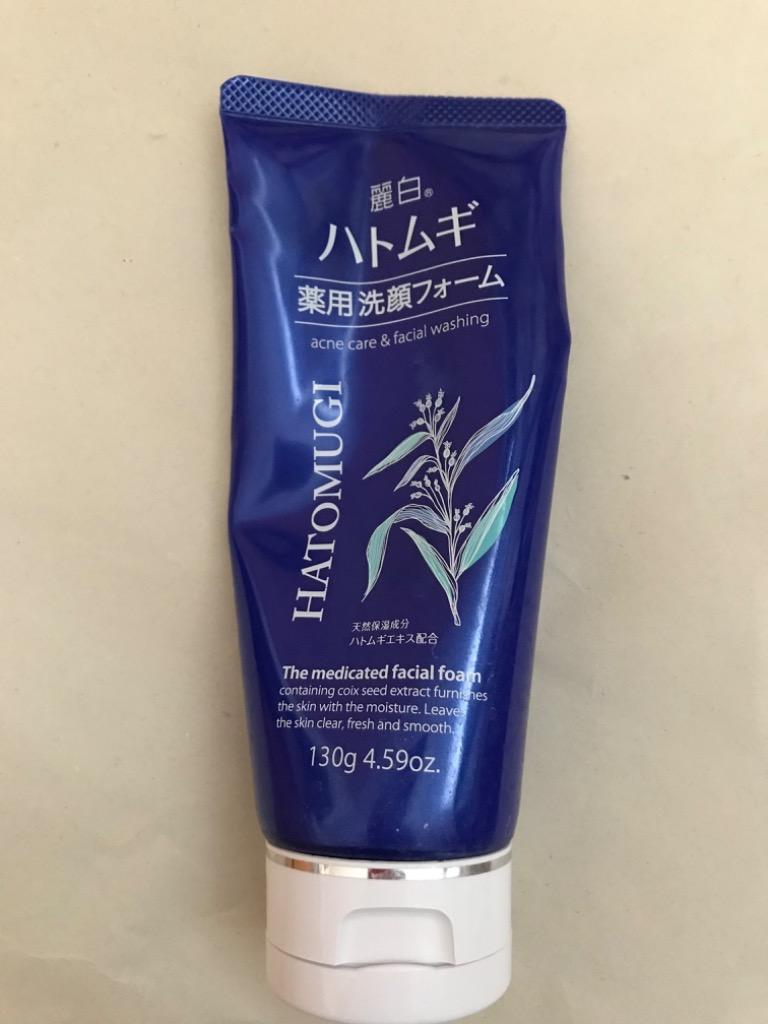 麗白®
ハトムギ
薬用 洗顔フォーム
acne care & facial washing
HATOMUGI
天然保湿成分
ハトムギエキス配合
The medicated facial foam
containing coix seed extract furnishes
the skin with the moisture. Leaves
the skin clear, fresh and smooth.
130g 4.59oz.